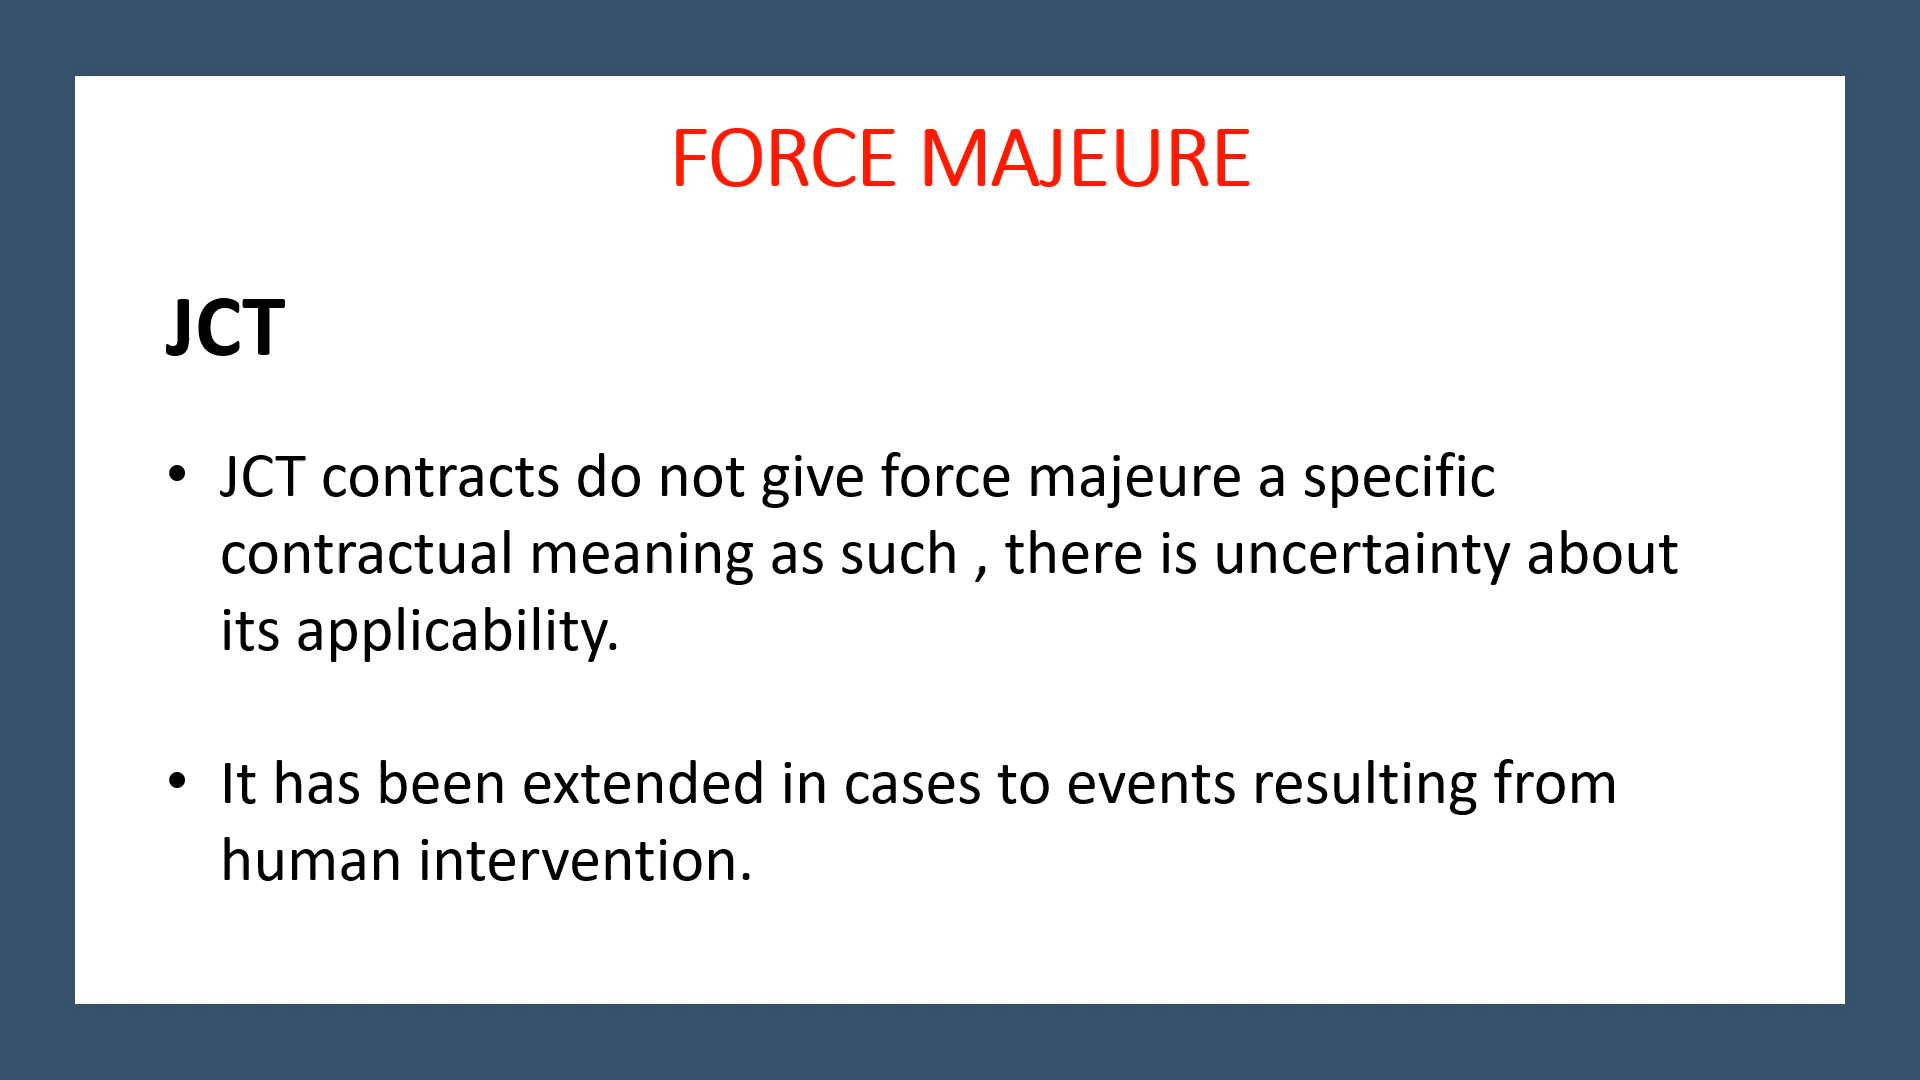 FORCE MAJEURE
JCT
• JCT contracts do not give force majeure a specific
contractual meaning as such , there is uncertainty about
its applicability.
• It has been extended in cases to events resulting from
human intervention.